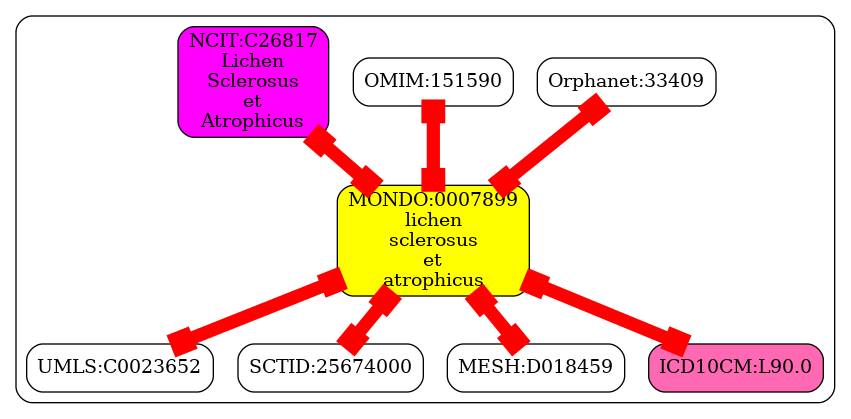 NCIT:C26817
Lichen
Sclerosus
et
Atrophicus
OMIM:151590
Orphanet:33409
MONDO:0007899
lichen
sclerosus
et
atrophicus
UMLS:C0023652
SCTID:25674000
MESH:D018459
ICD10CM:L90.0